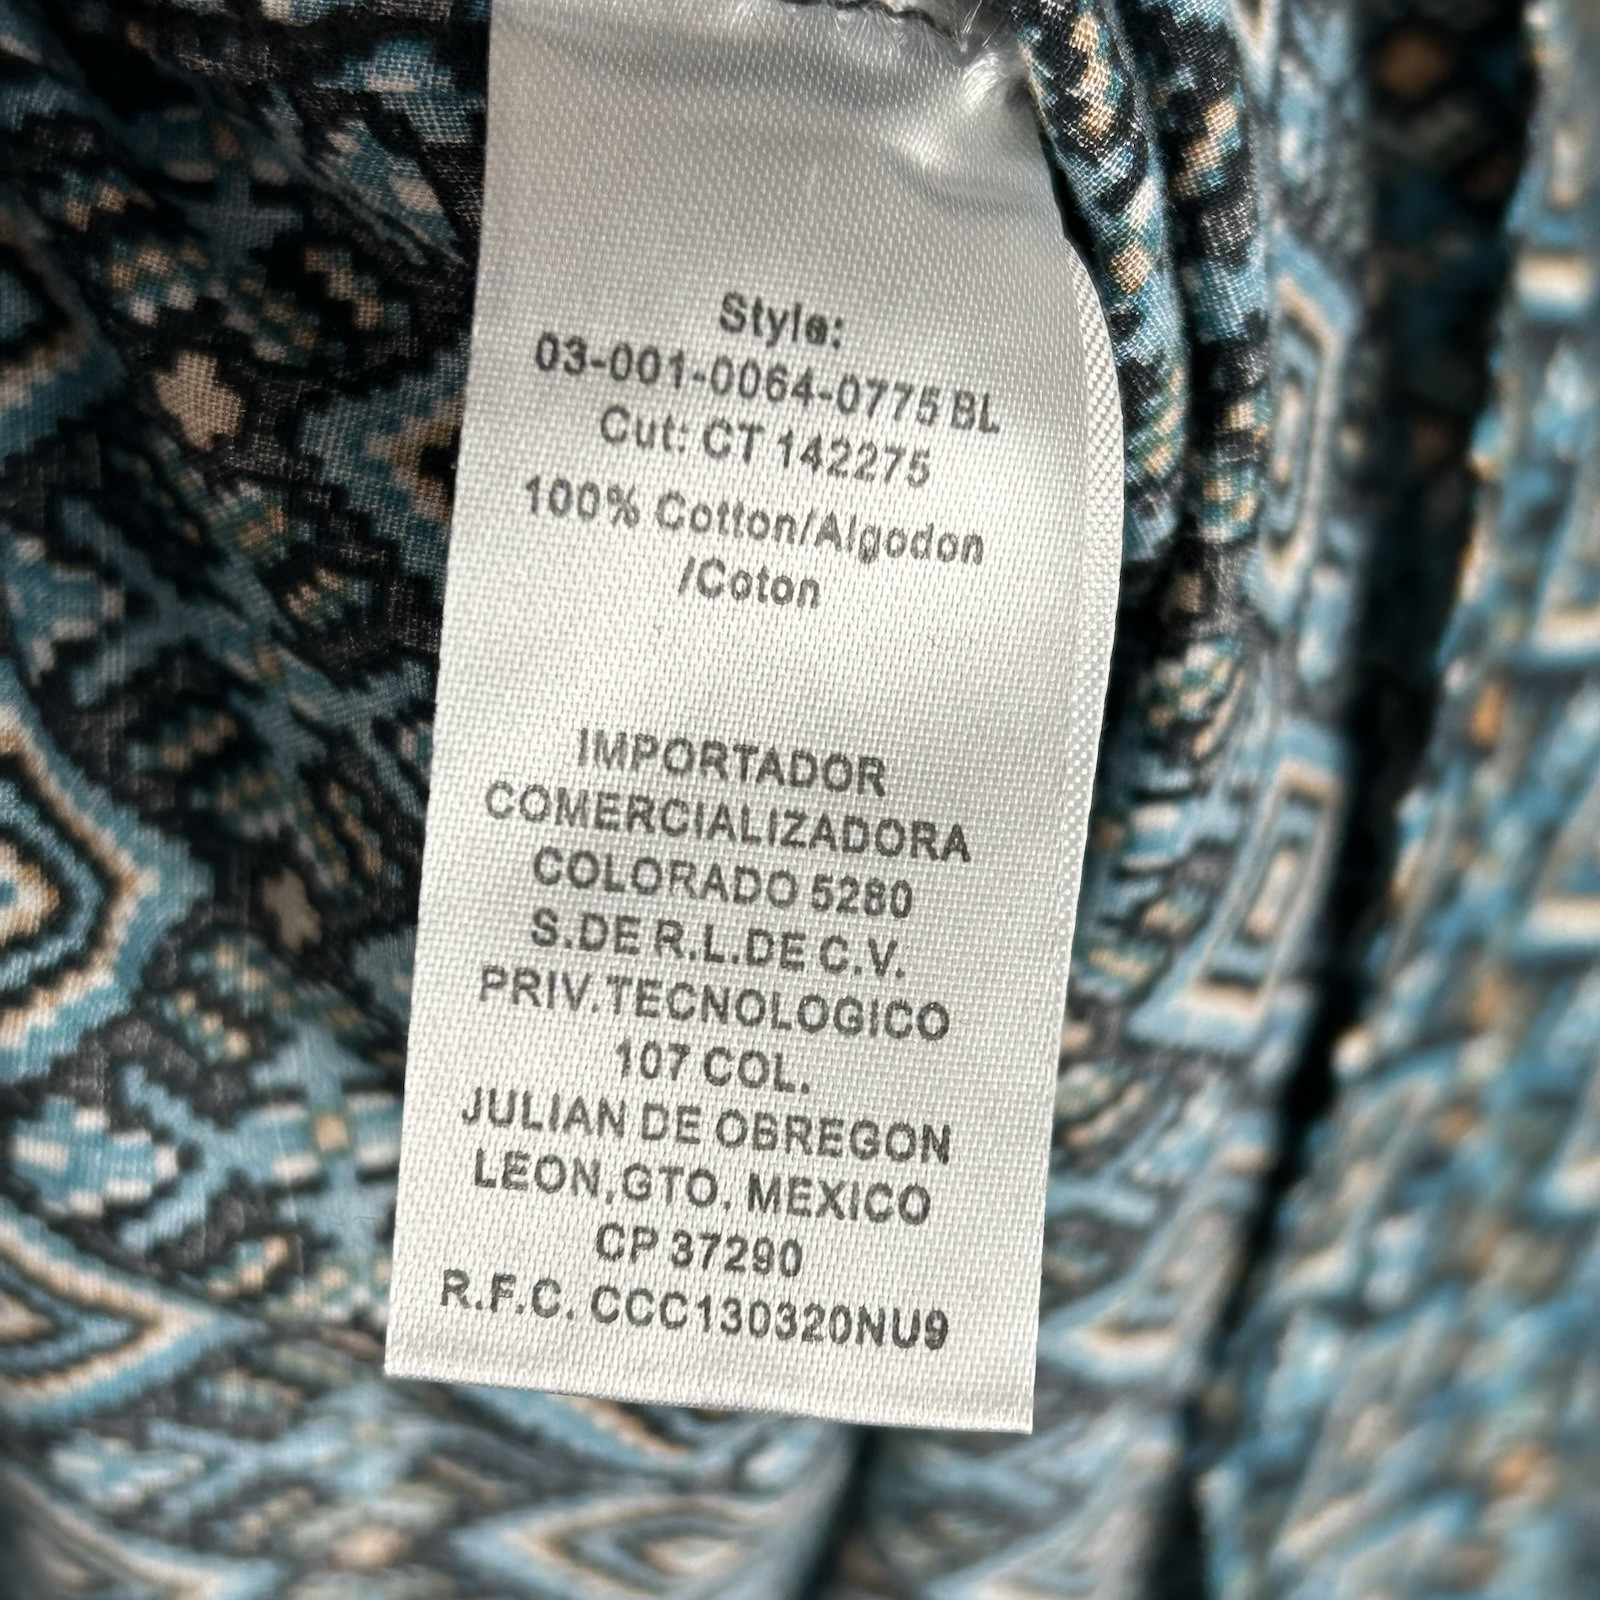 Style:
03-001-0064-0775 BL
Cut: CT 142275
100% Cotton/Algodon
/Coton
IMPORTADOR
COMERCIALIZADORA
COLORADO 5280
S.DE R.L.DE C.V.
PRIV.TECNOLOGICO
107 COL.
JULIAN DE OBREGON
LEON,GTO. MEXICO
CP 37290
R.F.C. CCC130320NU9